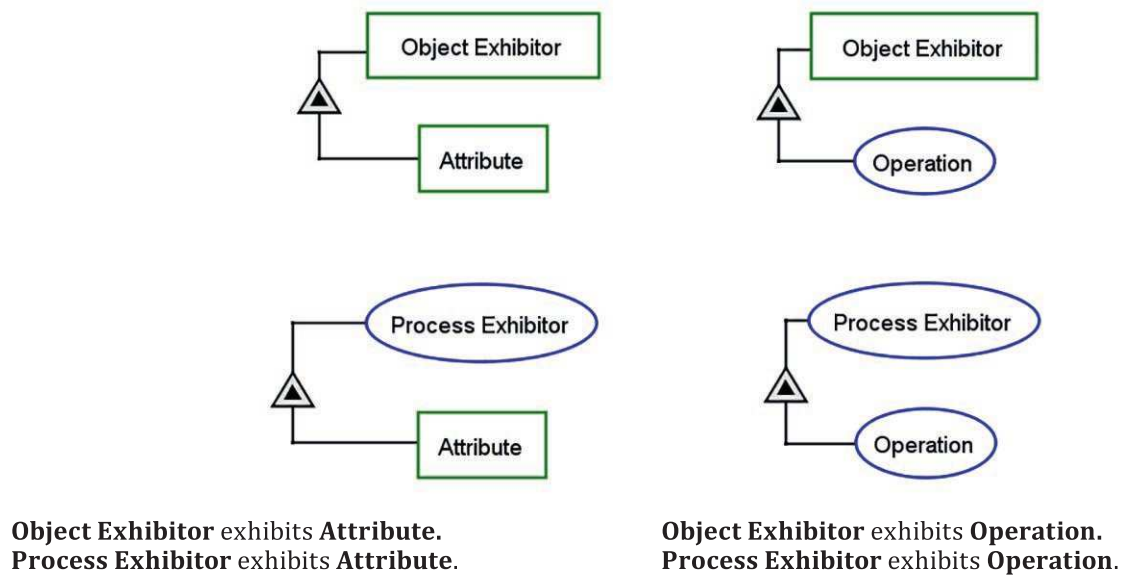 Object Exhibitor
Attribute
Object Exhibitor
Operation
Process Exhibitor
Attribute
Process Exhibitor
Operation
Object Exhibitor exhibits Attribute.
Process Exhibitor exhibits Attribute.
Object Exhibitor exhibits Operation.
Process Exhibitor exhibits Operation.